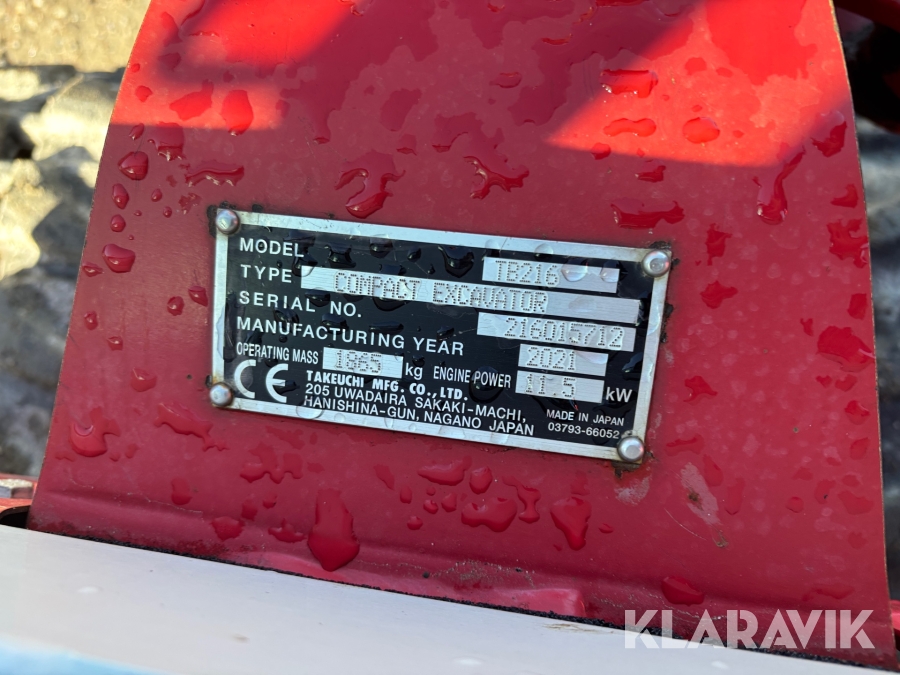 MODEL TB216
TYPE COMPACT EXCAVATOR
SERIAL NO. 216015712
MANUFACTURING YEAR 2021
OPERATING MASS 1865 kg ENGINE POWER 11.5 kW
CE TAKEUCHI MFG. CO., LTD.
205 UWADAIRA SAKAKI-MACHI,
HANISHINA-GUN, NAGANO JAPAN
MADE IN JAPAN
03793-66052
KLARAVIK